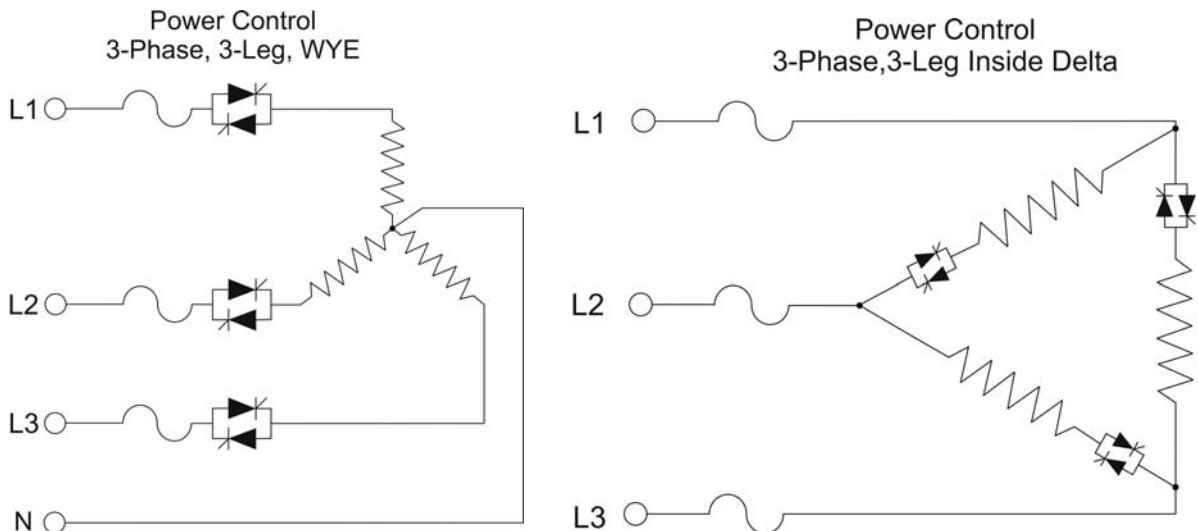 Power Control
3-Phase, 3-Leg, WYE
L1
L2
L3
N
Power Control
3-Phase,3-Leg Inside Delta
L1
L2
L3